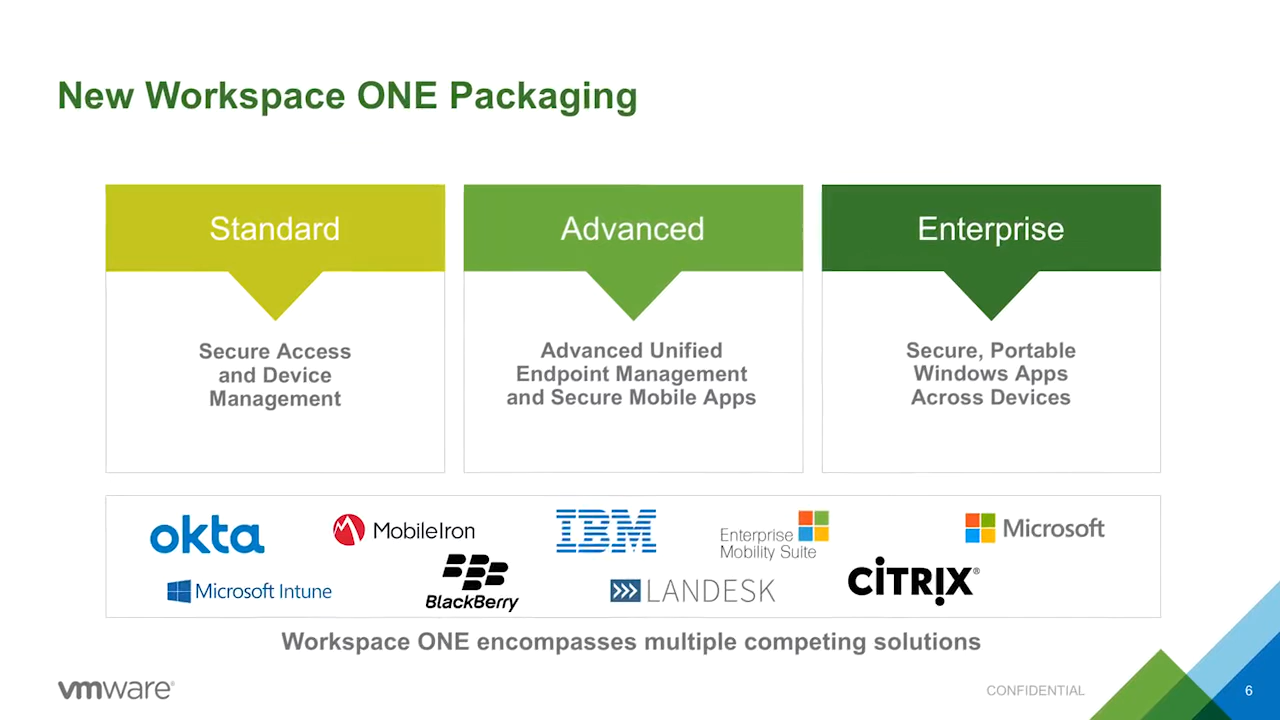 New Workspace ONE Packaging
Standard
Secure Access
and Device
Management
Advanced
Advanced Unified
Endpoint Management
and Secure Mobile Apps
Enterprise
Secure, Portable
Windows Apps
Across Devices
okta
MobileIron
IBM
Enterprise
Mobility Suite
Microsoft
Microsoft Intune
BlackBerry
LANDESK
CİTRIX®
Workspace ONE encompasses multiple competing solutions
vmware®
CONFIDENTIAL
6